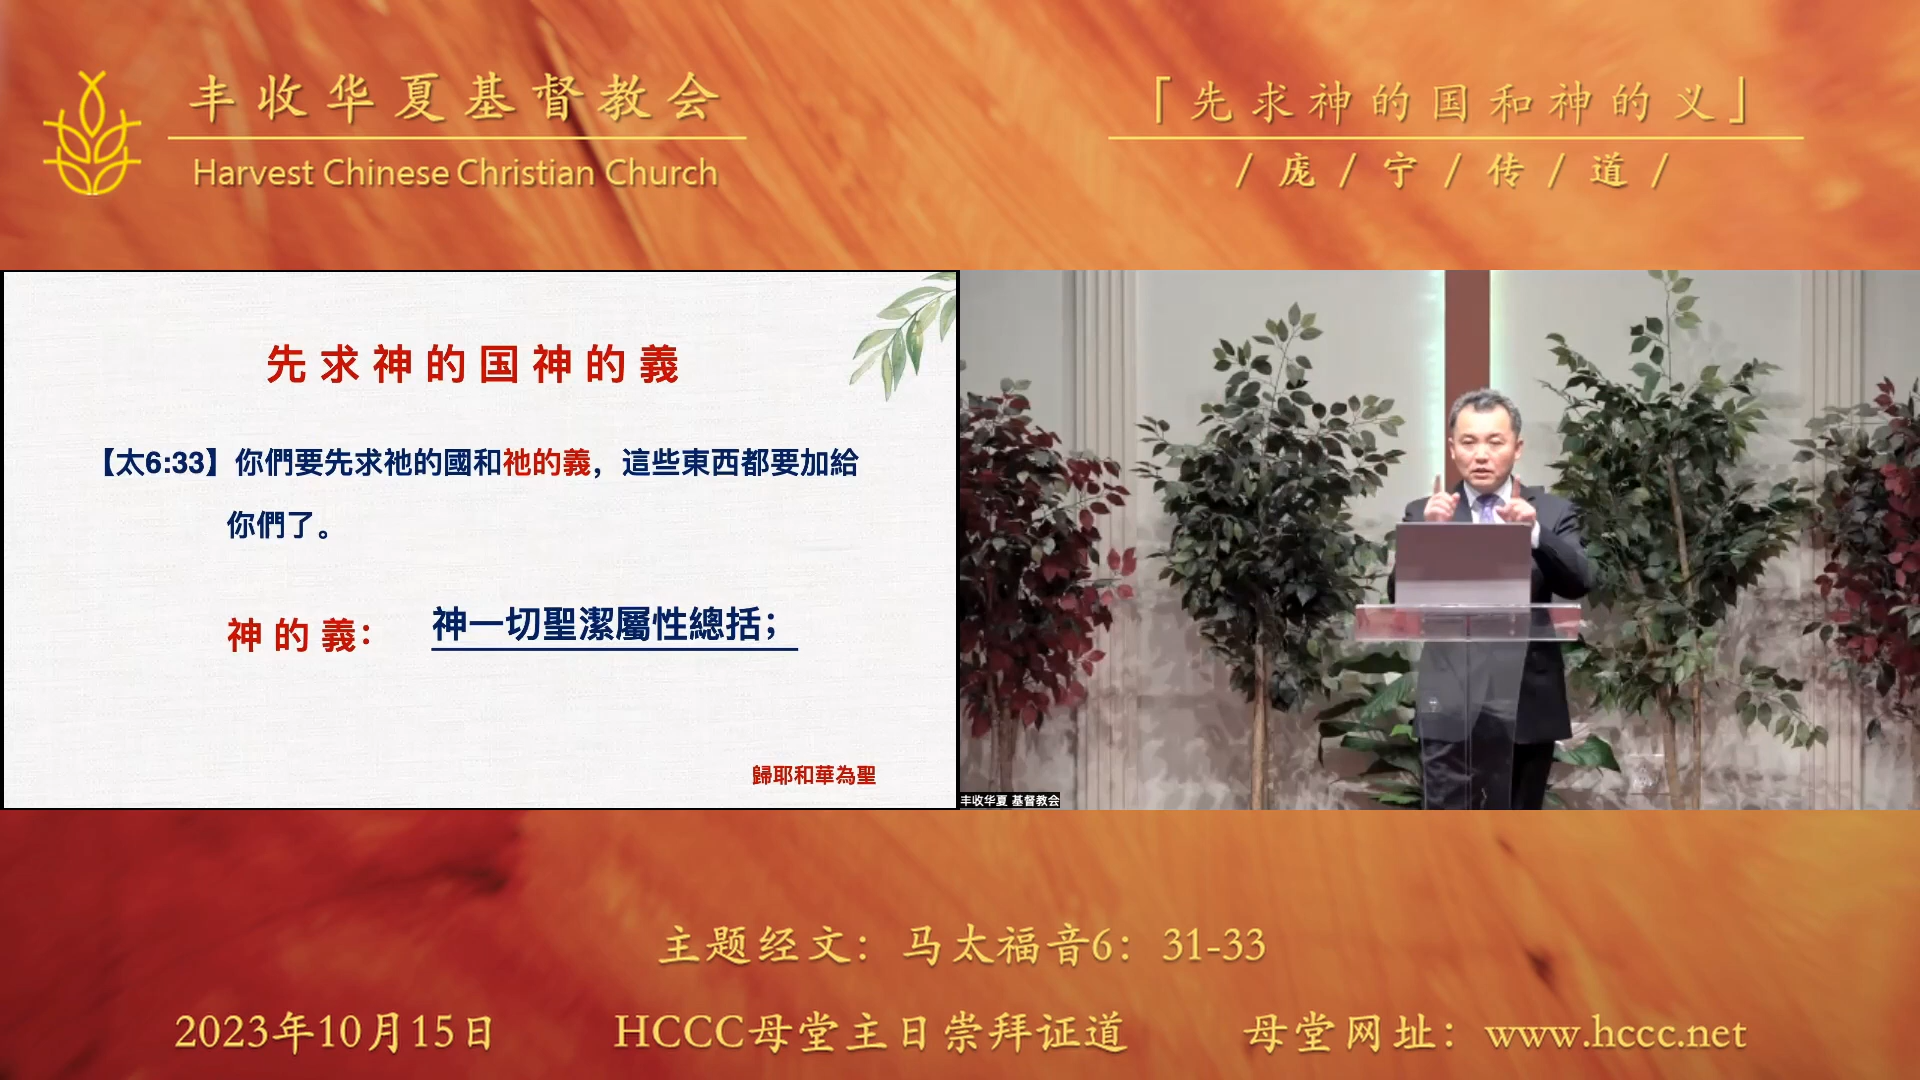 丰收华夏基督教会
Harvest Chinese Christian Church
「先求神的国和神的义」
/ 庞 / 宁 / 传 / 道 /
先求神的国神的義
【太6:33】你們要先求祂的國和祂的義，這些東西都要加給
你們了。
神的義：
神一切聖潔屬性總括；
歸耶和華為聖
丰收华夏 基督教会
主题经文：马太福音6：31-33
2023年10月15日
HCCC母堂主日崇拜证道
母堂网址：www.hccc.net